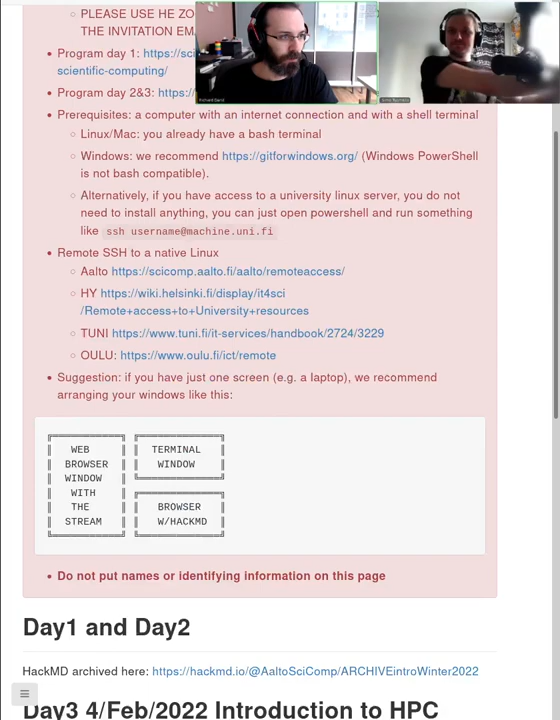 PLEASE USE HE ZO
THE INVITATION EM
Program day 1: https://sci
scientific-computing/
Program day 2&3: https://
Prerequisites: a computer with an internet connection and with a shell terminal
Linux/Mac: you already have a bash terminal
Windows: we recommend https://gitforwindows.org/ (Windows PowerShell
is not bash compatible).
Alternatively, if you have access to a university linux server, you do not
need to install anything, you can just open powershell and run something
like ssh username@machine.uni.fi
Remote SSH to a native Linux
Aalto https://scicomp.aalto.fi/aalto/remoteaccess/
HY https://wiki.helsinki.fi/display/it4sci
/Remote+access+to+University+resources
TUNI https://www.tuni.fi/it-services/handbook/2724/3229
OULU: https://www.oulu.fi/ict/remote
Suggestion: if you have just one screen (e.g. a laptop), we recommend
arranging your windows like this:
WEB TERMINAL
BROWSER WINDOW
WINDOW
WITH
THE BROWSER
STREAM W/HACKMD
Do not put names or identifying information on this page
Day1 and Day2
HackMD archived here: https://hackmd.io/@AaltoSciComp/ARCHIVEintroWinter2022
Day3 4/Feb/2022 Introduction to HPC